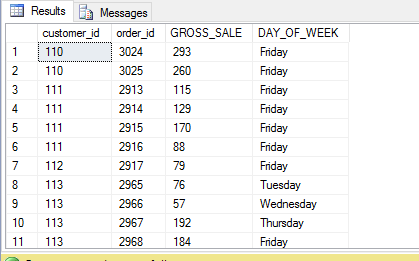 Results Messages
customer_id order_id GROSS_SALE DAY_OF_WEEK
1 110 3024 293 Friday
2 110 3025 260 Friday
3 111 2913 115 Friday
4 111 2914 129 Friday
5 111 2915 170 Friday
6 111 2916 88 Friday
7 112 2917 79 Friday
8 113 2965 76 Tuesday
9 113 2966 57 Wednesday
10 113 2967 192 Thursday
11 113 2968 184 Friday